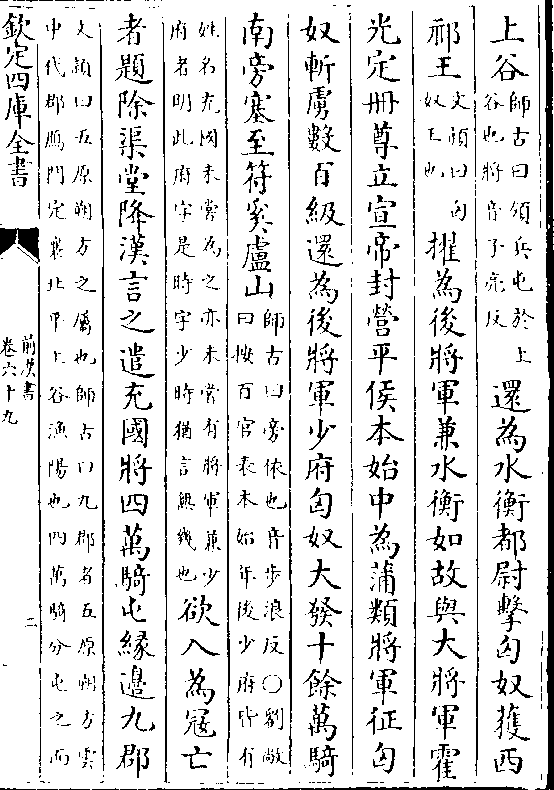 上谷師古曰領兵屯於上谷也將音子亮反還為水衡都尉擊匈奴獲西
祁王文穎曰匈奴王也擢為後將軍兼水衡如故與大將軍霍
光定冊尊立宣帝封營平侯本始中為蒲類將軍征匈
奴斬虜數百級還為後將軍少府匈奴大發十餘萬騎
南旁塞至符奚盧山師古曰旁依也音步浪反○劉敞曰按百官表本始年後少府皆有
姓名充國未嘗為之亦未嘗有將軍兼少府者明此府字是時字少時猶言無幾也欲入為寇亡
者題除渠堂降漢言之遣充國將四萬騎屯緣邊九郡
文穎曰五原朔方之屬也師古曰九郡者五原朔方雲中代郡鴈門定襄北平上谷漁陽也四萬騎分屯之而
欽定四庫全書
前漢書
卷六十九
二